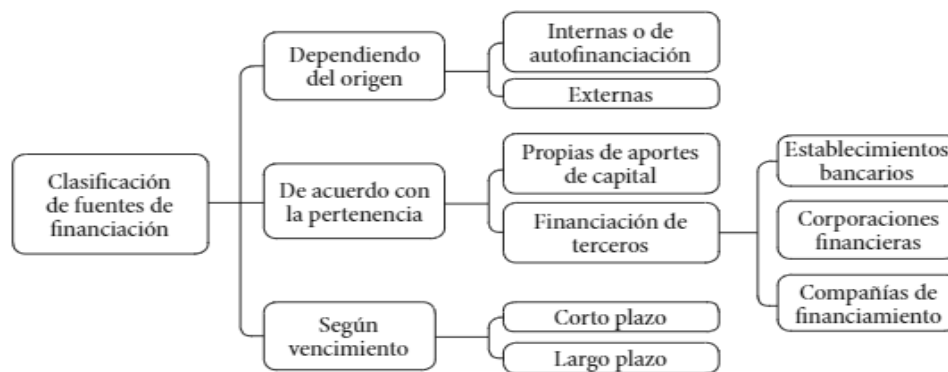 Clasificación
de fuentes de
financiación
Dependiendo
del origen
Internas o de
autofinanciación
Externas
De acuerdo con
la pertenencia
Propias de aportes
de capital
Financiación de
terceros
Establecimientos
bancarios
Corporaciones
financieras
Compañías de
financiamiento
Según
vencimiento
Corto plazo
Largo plazo